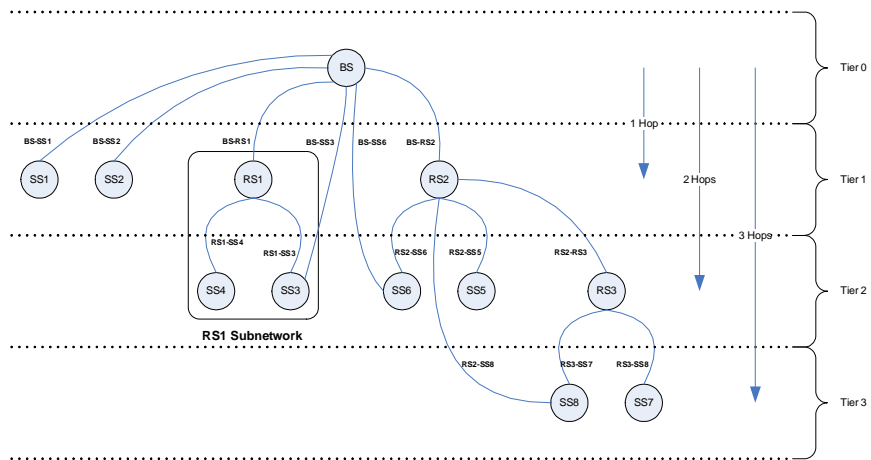 BS
Tier 0
1 Hop
BS-SS1
BS-SS2
BS-RS1
BS-SS3
BS-SS6
BS-RS2
SS1
SS2
RS1
RS2
2 Hops
Tier 1
3 Hops
RS1-SS4
RS1-SS3
RS2-SS6
RS2-SS5
RS2-RS3
SS4
SS3
SS6
SS5
RS3
Tier 2
RS1 Subnetwork
RS2-SS8
RS3-SS7
RS3-SS8
SS8
SS7
Tier 3